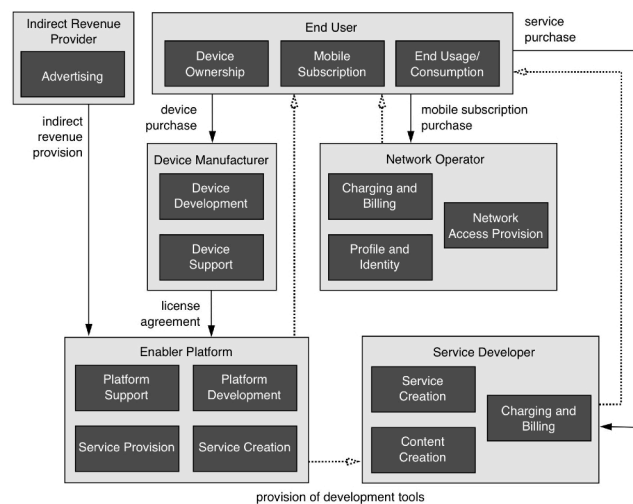 Indirect Revenue
Provider
Advertising
End User
Device
Ownership
Mobile
Subscription
End Usage/
Consumption
service
purchase
indirect
revenue
provision
device
purchase
mobile subscription
purchase
Device Manufacturer
Device
Development
Device
Support
Network Operator
Charging and
Billing
Profile and
Identity
Network
Access Provision
license
agreement
Enabler Platform
Platform
Support
Platform
Development
Service Provision
Service Creation
Service Developer
Service
Creation
Content
Creation
Charging and
Billing
provision of development tools